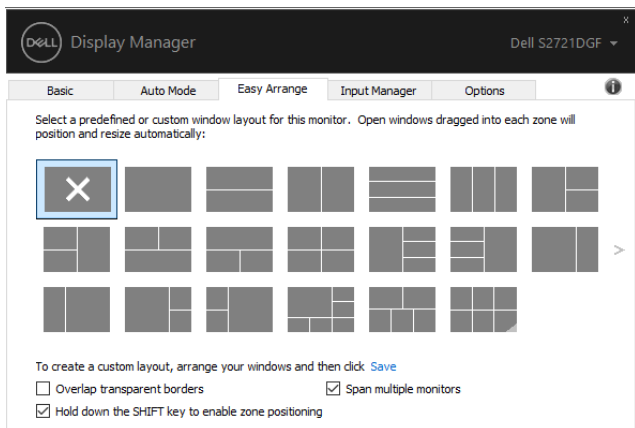 x
DELL Display Manager Dell S2721DGF
Basic Auto Mode Easy Arrange Input Manager Options
Select a predefined or custom window layout for this monitor. Open windows dragged into each zone will
position and resize automatically:
To create a custom layout, arrange your windows and then click Save
Overlap transparent borders Span multiple monitors
Hold down the SHIFT key to enable zone positioning